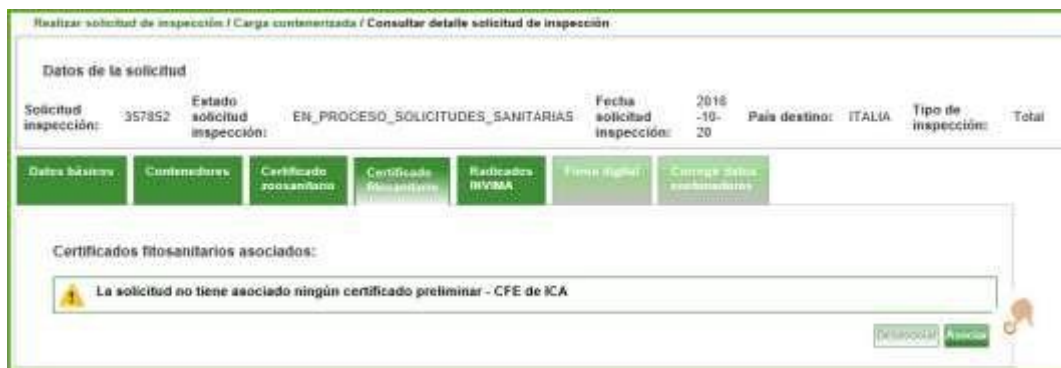 Realizar solicitud de inspección / Carga contenerizada / Consultar detalle solicitud de inspección
Datos de la solicitud
Solicitud inspección: 357852 Estado solicitud inspección: EN_PROCESO_SOLICITUDES_SANITARIAS Fecha solicitud inspección: 2016-10-20 País destino: ITALIA Tipo de inspección: Total
Datos básicos Contenedores Certificado zoosanitario Certificado fitosanitario Radicados INVIMA Firma digital Corregir datos contenedores
Certificados fitosanitarios asociados:
La solicitud no tiene asociado ningún certificado preliminar - CFE de ICA
Desasociar Asociar